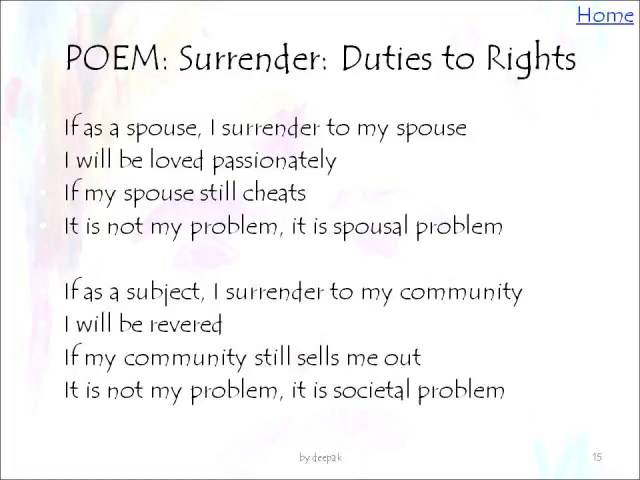 Home
POEM: Surrender: Duties to Rights
If as a spouse, I surrender to my spouse
I will be loved passionately
If my spouse still cheats
It is not my problem, it is spousal problem
If as a subject, I surrender to my community
I will be revered
If my community still sells me out
It is not my problem, it is societal problem
by deepak
15